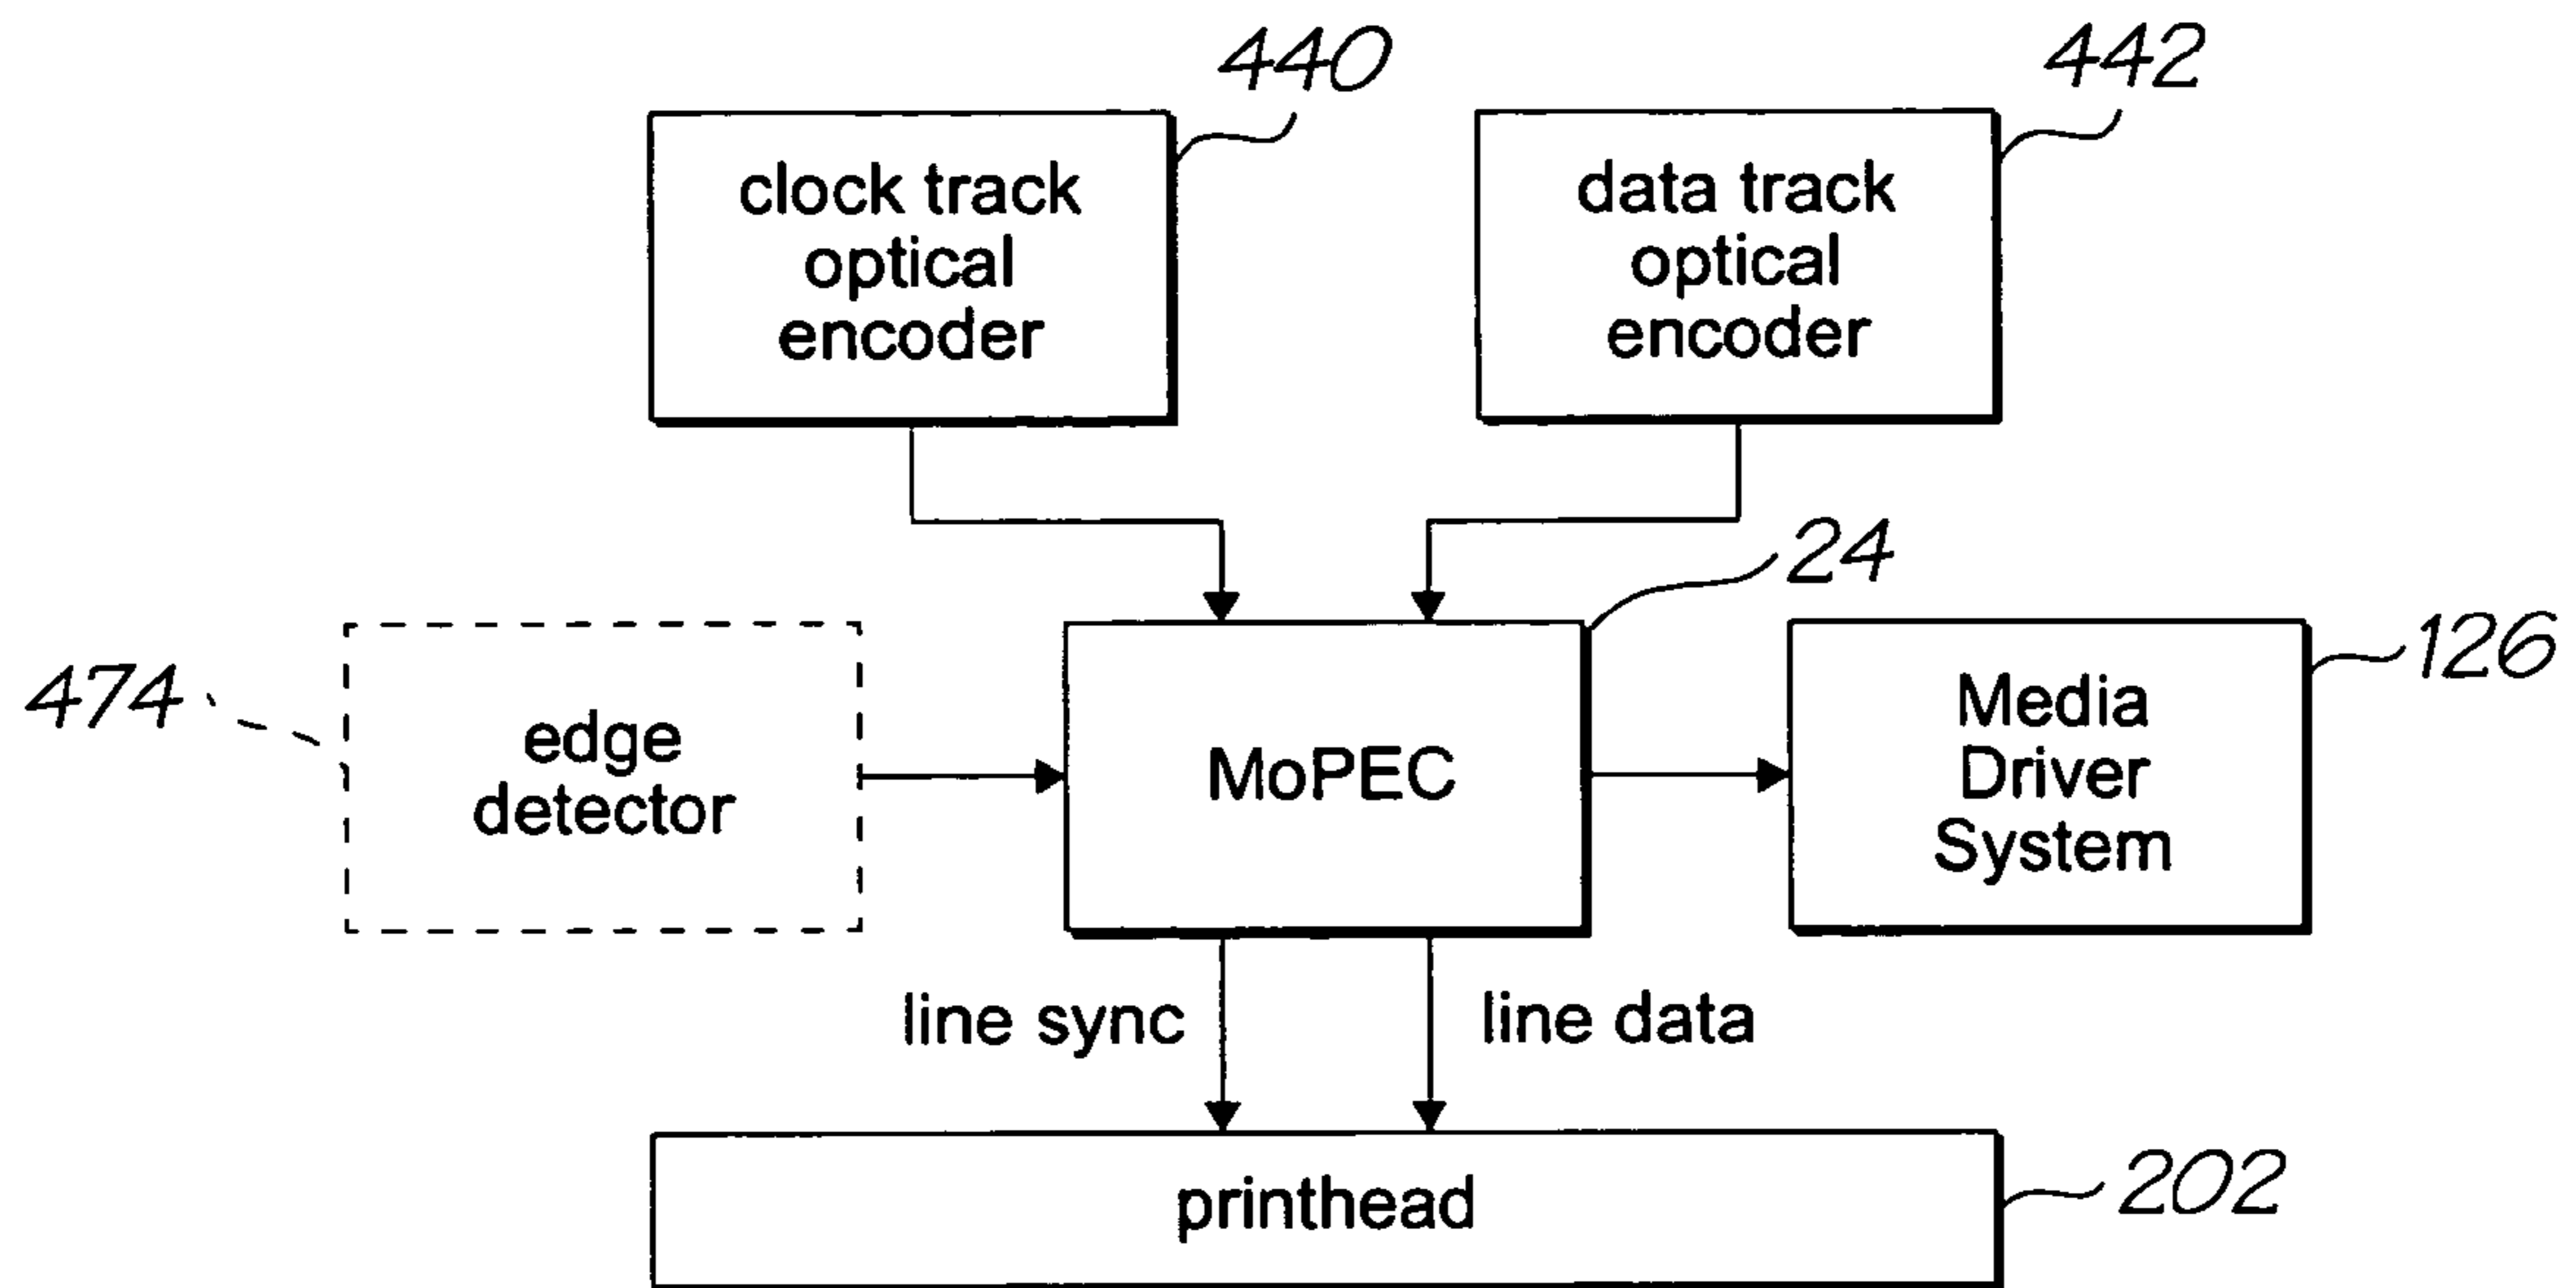 440
442
clock track
optical
encoder
data track
optical
encoder
24
126
474
edge
detector
MoPEC
Media
Driver
System
line sync
line data
printhead
202